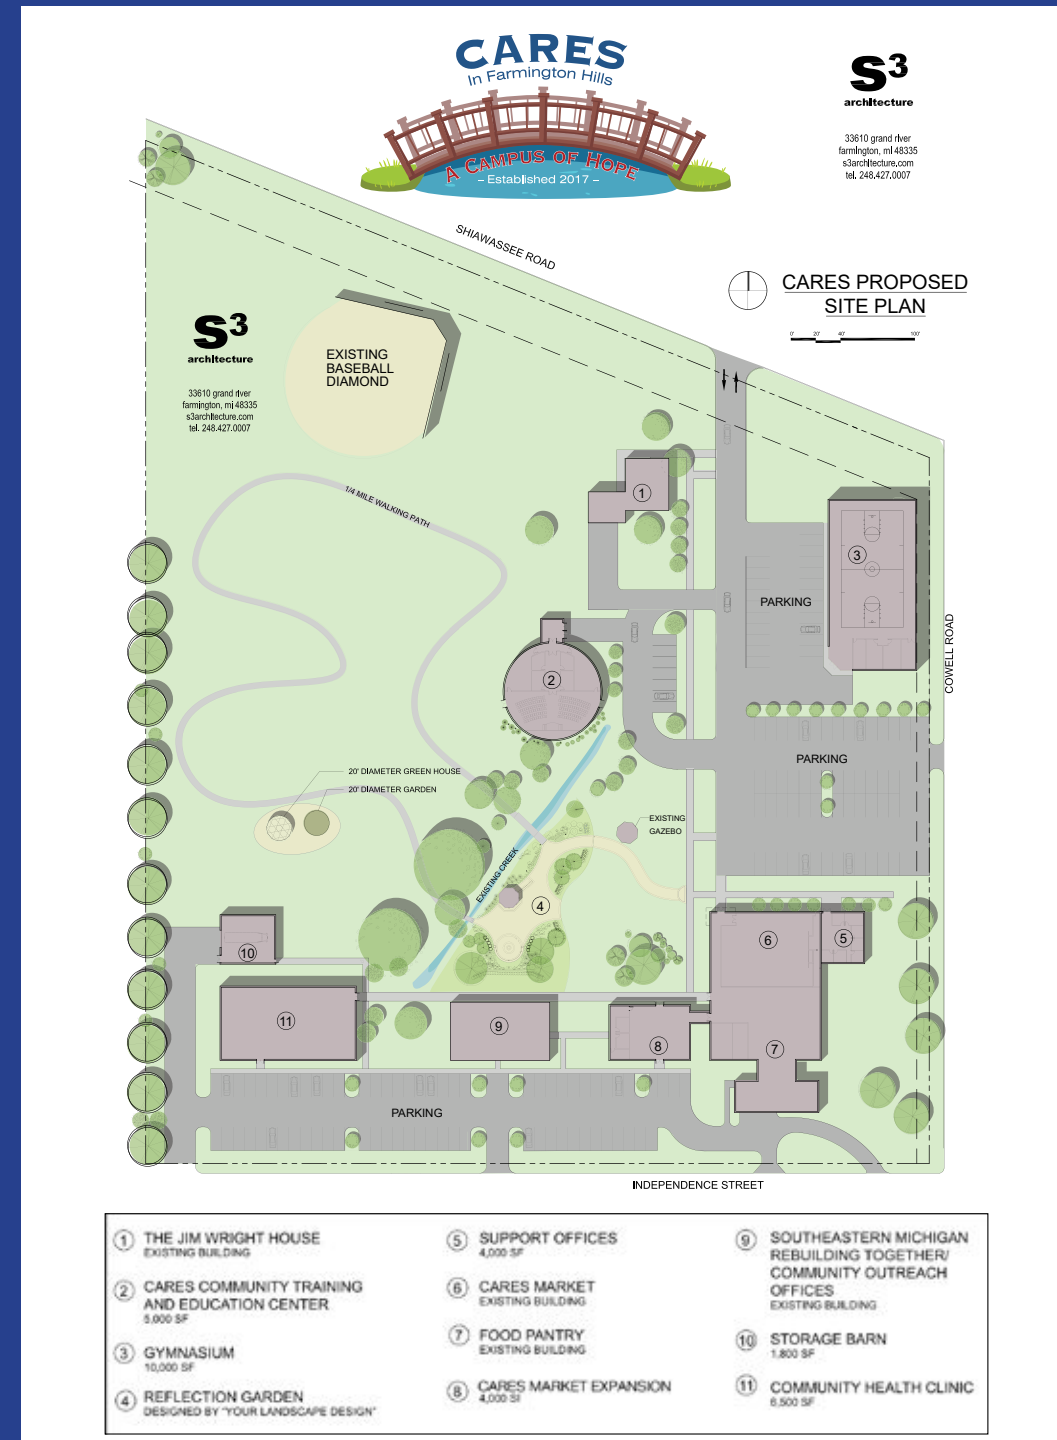 CARES
In Farmington Hills
A CAMPUS OF HOPE
– Established 2017 –
S3
architecture
33610 grand river
farmington, mi 48335
s3architecture.com
tel. 248.427.0007
SHIAWASSEE ROAD
CARES PROPOSED
SITE PLAN
0' 20' 40' 100'
S3
architecture
33610 grand river
farmington, mi 48335
s3architecture.com
tel. 248.427.0007
EXISTING
BASEBALL
DIAMOND
1/4 MILE WALKING PATH
1
3
PARKING
COWELL ROAD
2
PARKING
20' DIAMETER GREEN HOUSE
20' DIAMETER GARDEN
EXISTING
GAZEBO
EXISTING CREEK
4
6
5
10
11
9
8
7
PARKING
INDEPENDENCE STREET
1 THE JIM WRIGHT HOUSE
EXISTING BUILDING
2 CARES COMMUNITY TRAINING
AND EDUCATION CENTER
5,000 SF
3 GYMNASIUM
10,000 SF
4 REFLECTION GARDEN
DESIGNED BY "YOUR LANDSCAPE DESIGN"
5 SUPPORT OFFICES
4,000 SF
6 CARES MARKET
EXISTING BUILDING
7 FOOD PANTRY
EXISTING BUILDING
8 CARES MARKET EXPANSION
4,000 SF
9 SOUTHEASTERN MICHIGAN
REBUILDING TOGETHER/
COMMUNITY OUTREACH
OFFICES
EXISTING BUILDING
10 STORAGE BARN
1,800 SF
11 COMMUNITY HEALTH CLINIC
6,500 SF